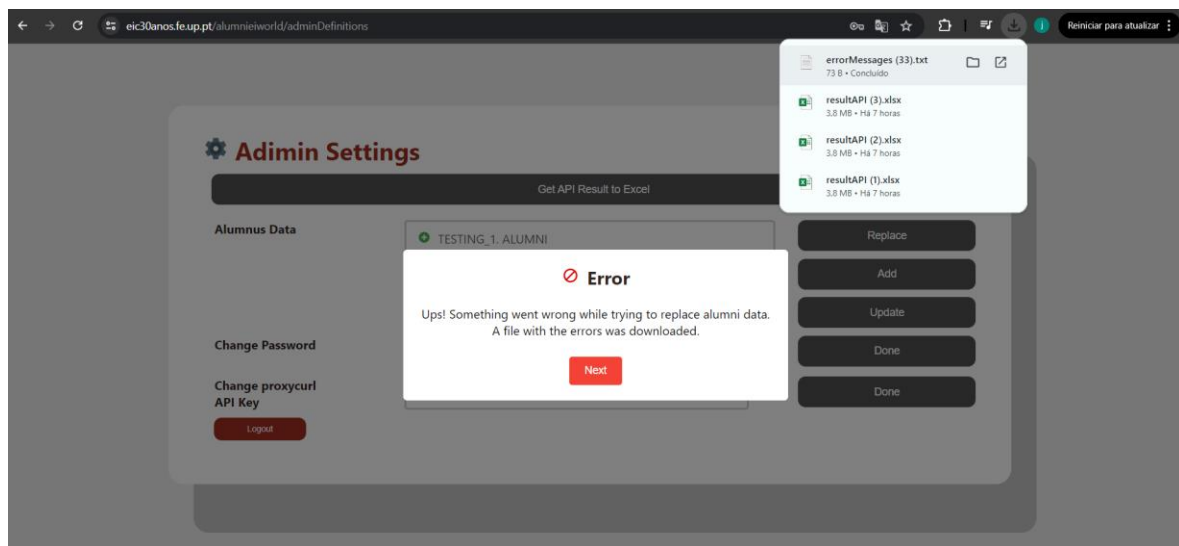 eic30anos.fe.up.pt/alumnieiworld/adminDefinitions
Reiniciar para atualizar
errorMessages (33).txt
73 B • Concluído
resultAPI (3).xlsx
3.8 MB • Há 7 horas
resultAPI (2).xlsx
3.8 MB • Há 7 horas
resultAPI (1).xlsx
3.8 MB • Há 7 horas
Adimin Settings
Get API Result to Excel
Alumnus Data
TESTING_1. ALUMNI
Replace
Add
Update
Error
Ups! Something went wrong while trying to replace alumni data.
A file with the errors was downloaded.
Next
Change Password
Done
Change proxycurl
API Key
Done
Logout